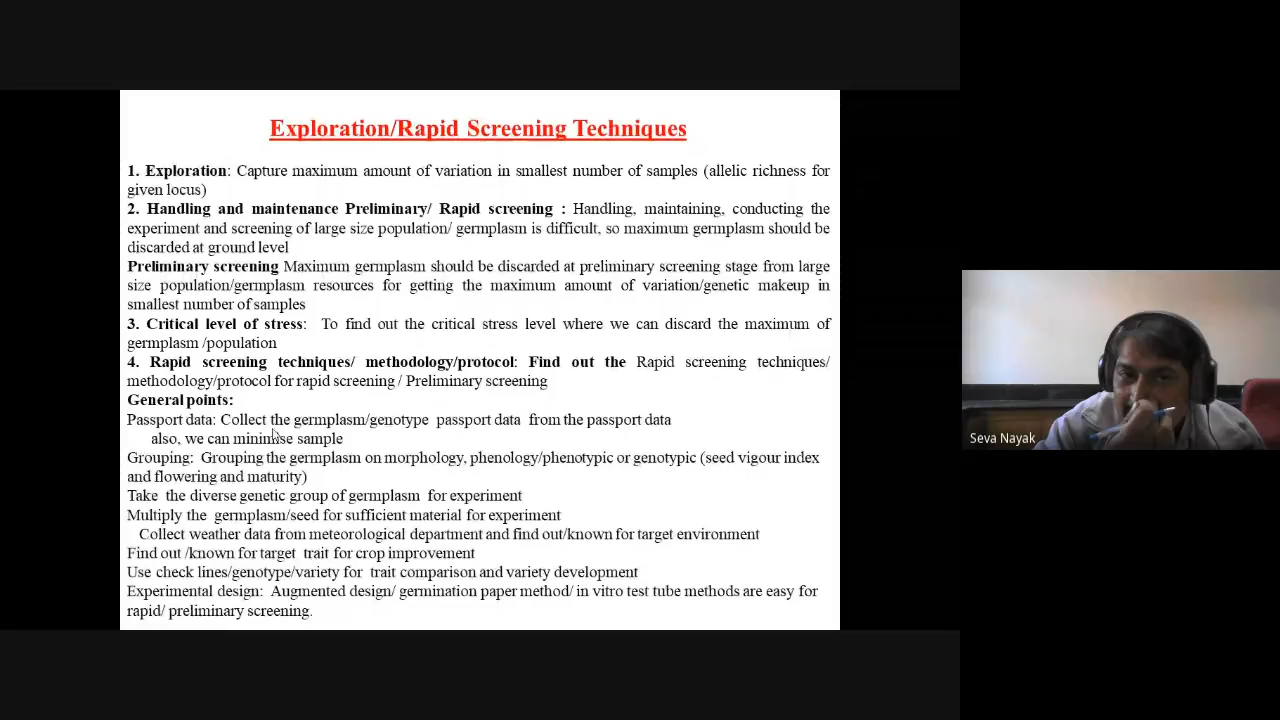 Exploration/Rapid Screening Techniques
1. Exploration: Capture maximum amount of variation in smallest number of samples (allelic richness for
given locus)
2. Handling and maintenance Preliminary/ Rapid screening : Handling, maintaining, conducting the
experiment and screening of large size population/ germplasm is difficult, so maximum germplasm should be
discarded at ground level
Preliminary screening Maximum germplasm should be discarded at preliminary screening stage from large
size population/germplasm resources for getting the maximum amount of variation/genetic makeup in
smallest number of samples
3. Critical level of stress: To find out the critical stress level where we can discard the maximum of
germplasm /population
4. Rapid screening techniques/ methodology/protocol: Find out the Rapid screening techniques/
methodology/protocol for rapid screening / Preliminary screening
General points:
Passport data: Collect the germplasm/genotype passport data from the passport data
also, we can minimise sample
Grouping: Grouping the germplasm on morphology, phenology/phenotypic or genotypic (seed vigour index
and flowering and maturity)
Take the diverse genetic group of germplasm for experiment
Multiply the germplasm/seed for sufficient material for experiment
Collect weather data from meteorological department and find out/known for target environment
Find out /known for target trait for crop improvement
Use check lines/genotype/variety for trait comparison and variety development
Experimental design: Augmented design/ germination paper method/ in vitro test tube methods are easy for
rapid/ preliminary screening.
Seva Nayak